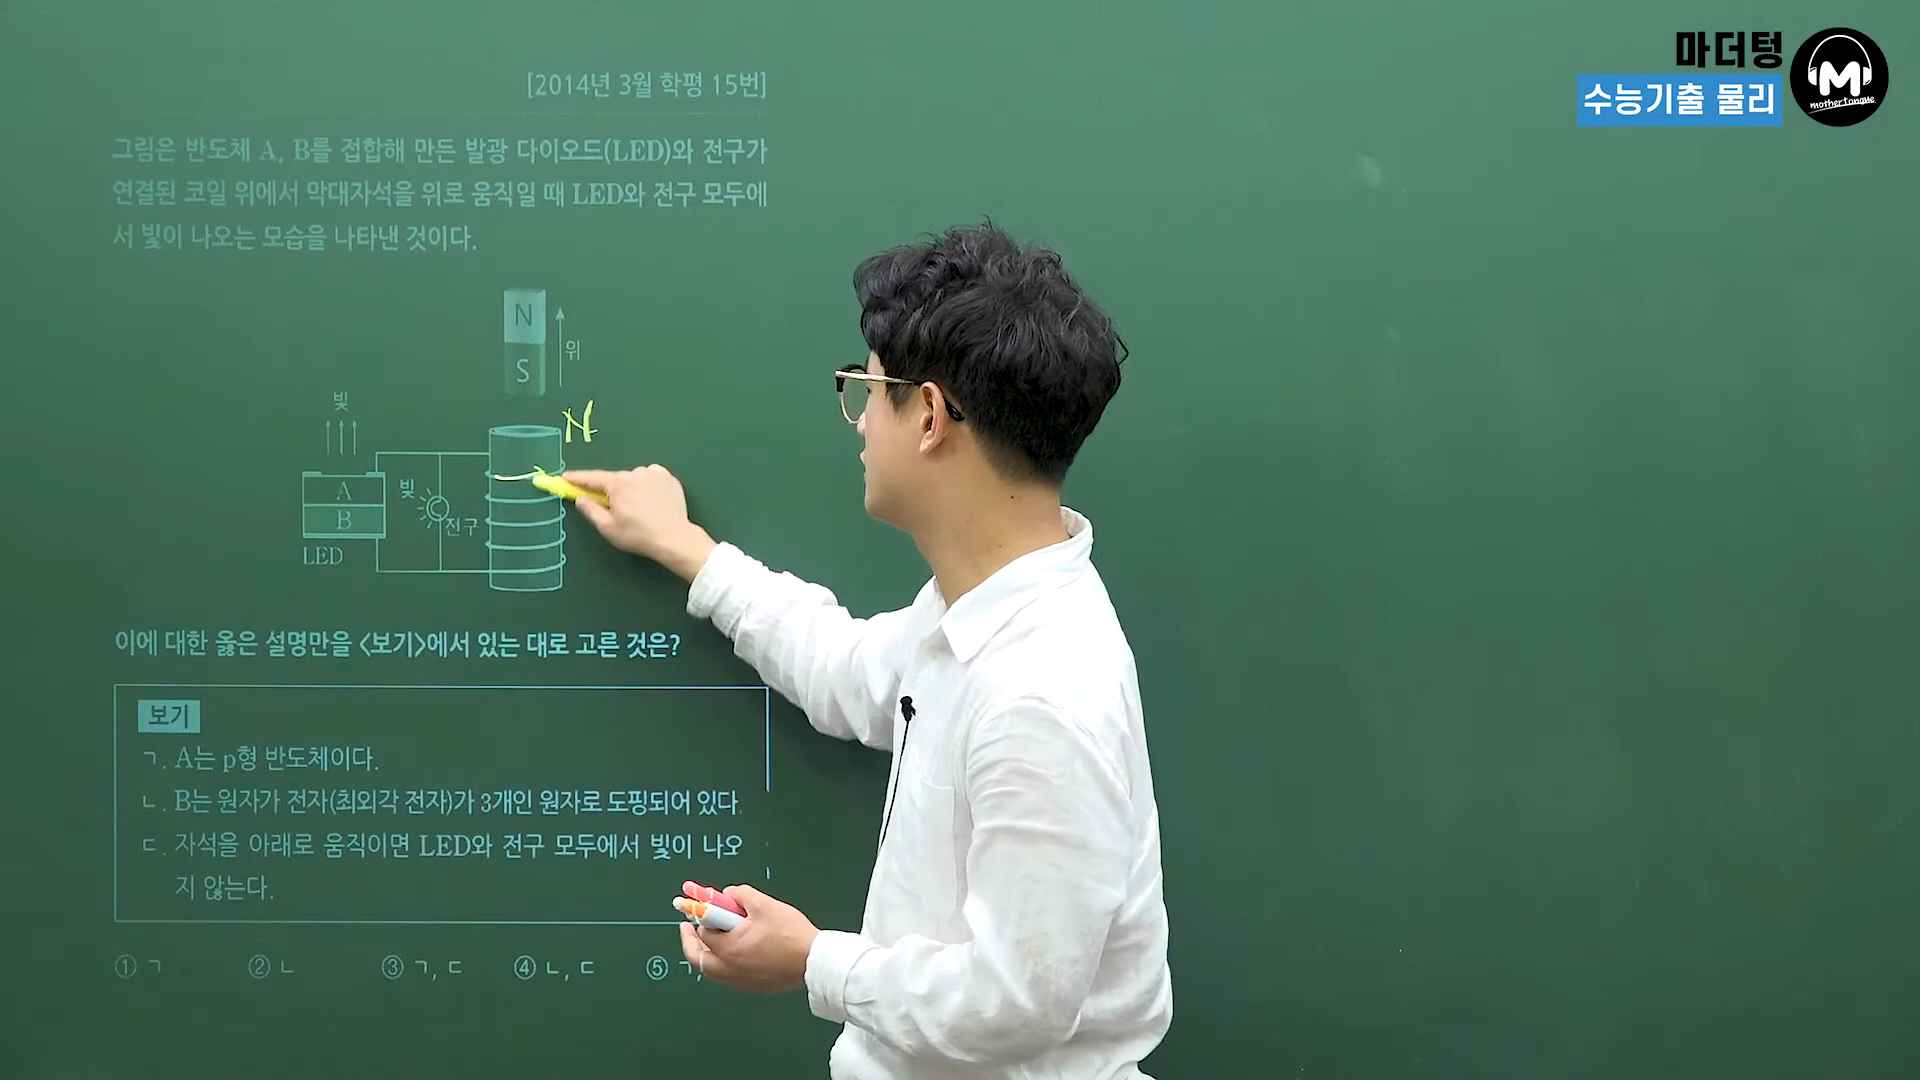 마더텅
수능기출 물리
mother tongue
[2014년 3월 학평 15번]
그림은 반도체 A, B를 접합해 만든 발광 다이오드(LED)와 전구가
연결된 코일 위에서 막대자석을 위로 움직일 때 LED와 전구 모두에
서 빛이 나오는 모습을 나타낸 것이다.
N
위
S
빛
N
A
빛
B
전구
LED
이에 대한 옳은 설명만을 <보기>에서 있는 대로 고른 것은?
보기
ㄱ. A는 p형 반도체이다.
ㄴ. B는 원자가 전자(최외각 전자)가 3개인 원자로 도핑되어 있다.
ㄷ. 자석을 아래로 움직이면 LED와 전구 모두에서 빛이 나오
지 않는다.
① ㄱ ② ㄴ ③ ㄱ, ㄷ ④ ㄴ, ㄷ ⑤ ㄱ,